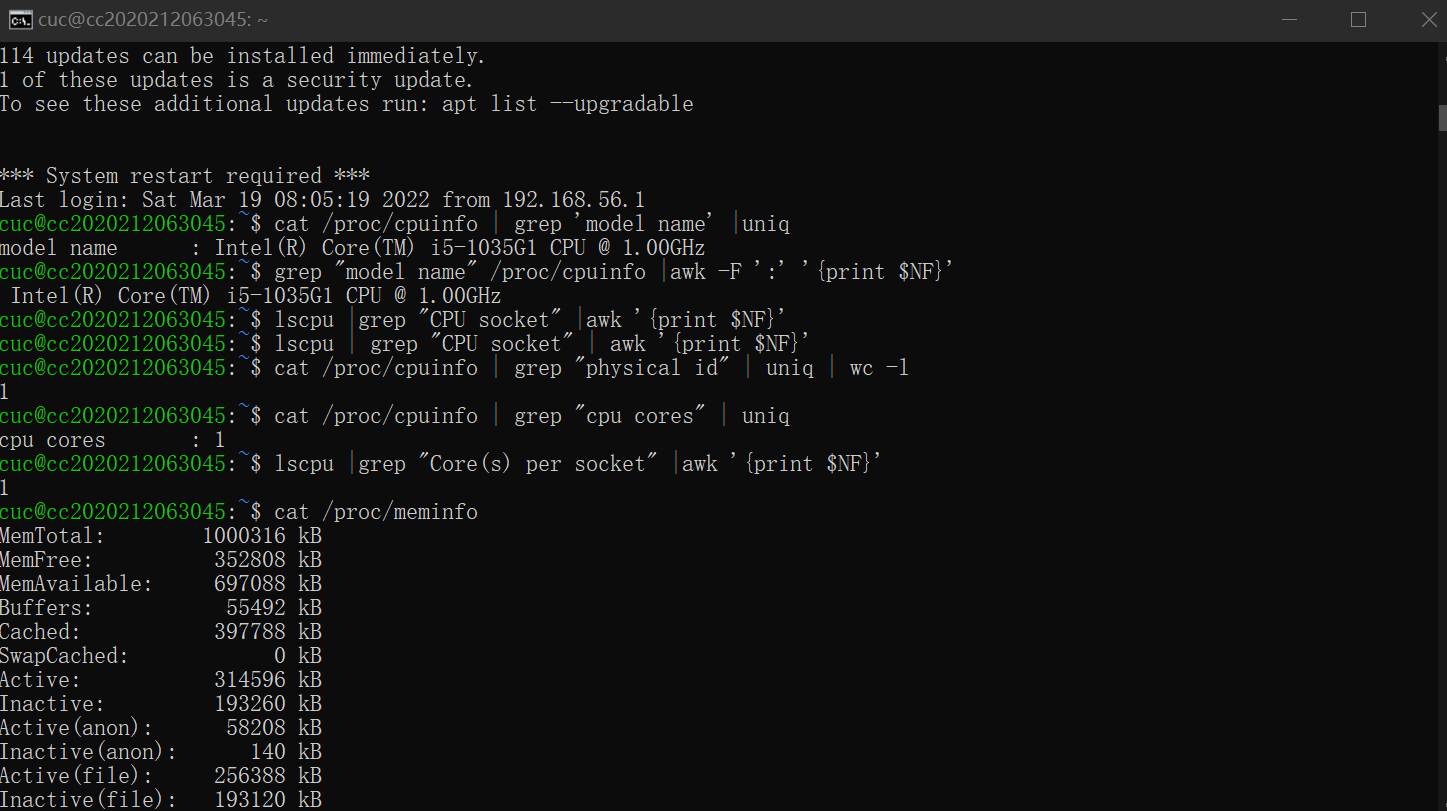 cuc@cc2020212063045: ~
114 updates can be installed immediately.
1 of these updates is a security update.
To see these additional updates run: apt list --upgradable
*** System restart required ***
Last login: Sat Mar 19 08:05:19 2022 from 192.168.56.1
cuc@cc2020212063045:~$ cat /proc/cpuinfo | grep 'model name' |uniq
model name      : Intel(R) Core(TM) i5-1035G1 CPU @ 1.00GHz
cuc@cc2020212063045:~$ grep "model name" /proc/cpuinfo |awk -F ':' '{print $NF}'
 Intel(R) Core(TM) i5-1035G1 CPU @ 1.00GHz
cuc@cc2020212063045:~$ lscpu |grep "CPU socket" |awk '{print $NF}'
cuc@cc2020212063045:~$ lscpu | grep "CPU socket" | awk '{print $NF}'
cuc@cc2020212063045:~$ cat /proc/cpuinfo | grep "physical id" | uniq | wc -l
1
cuc@cc2020212063045:~$ cat /proc/cpuinfo | grep "cpu cores" | uniq
cpu cores       : 1
cuc@cc2020212063045:~$ lscpu |grep "Core(s) per socket" |awk '{print $NF}'
1
cuc@cc2020212063045:~$ cat /proc/meminfo
MemTotal:        1000316 kB
MemFree:          352808 kB
MemAvailable:     697088 kB
Buffers:           55492 kB
Cached:           397788 kB
SwapCached:            0 kB
Active:           314596 kB
Inactive:         193260 kB
Active(anon):      58208 kB
Inactive(anon):      140 kB
Active(file):     256388 kB
Inactive(file):   193120 kB